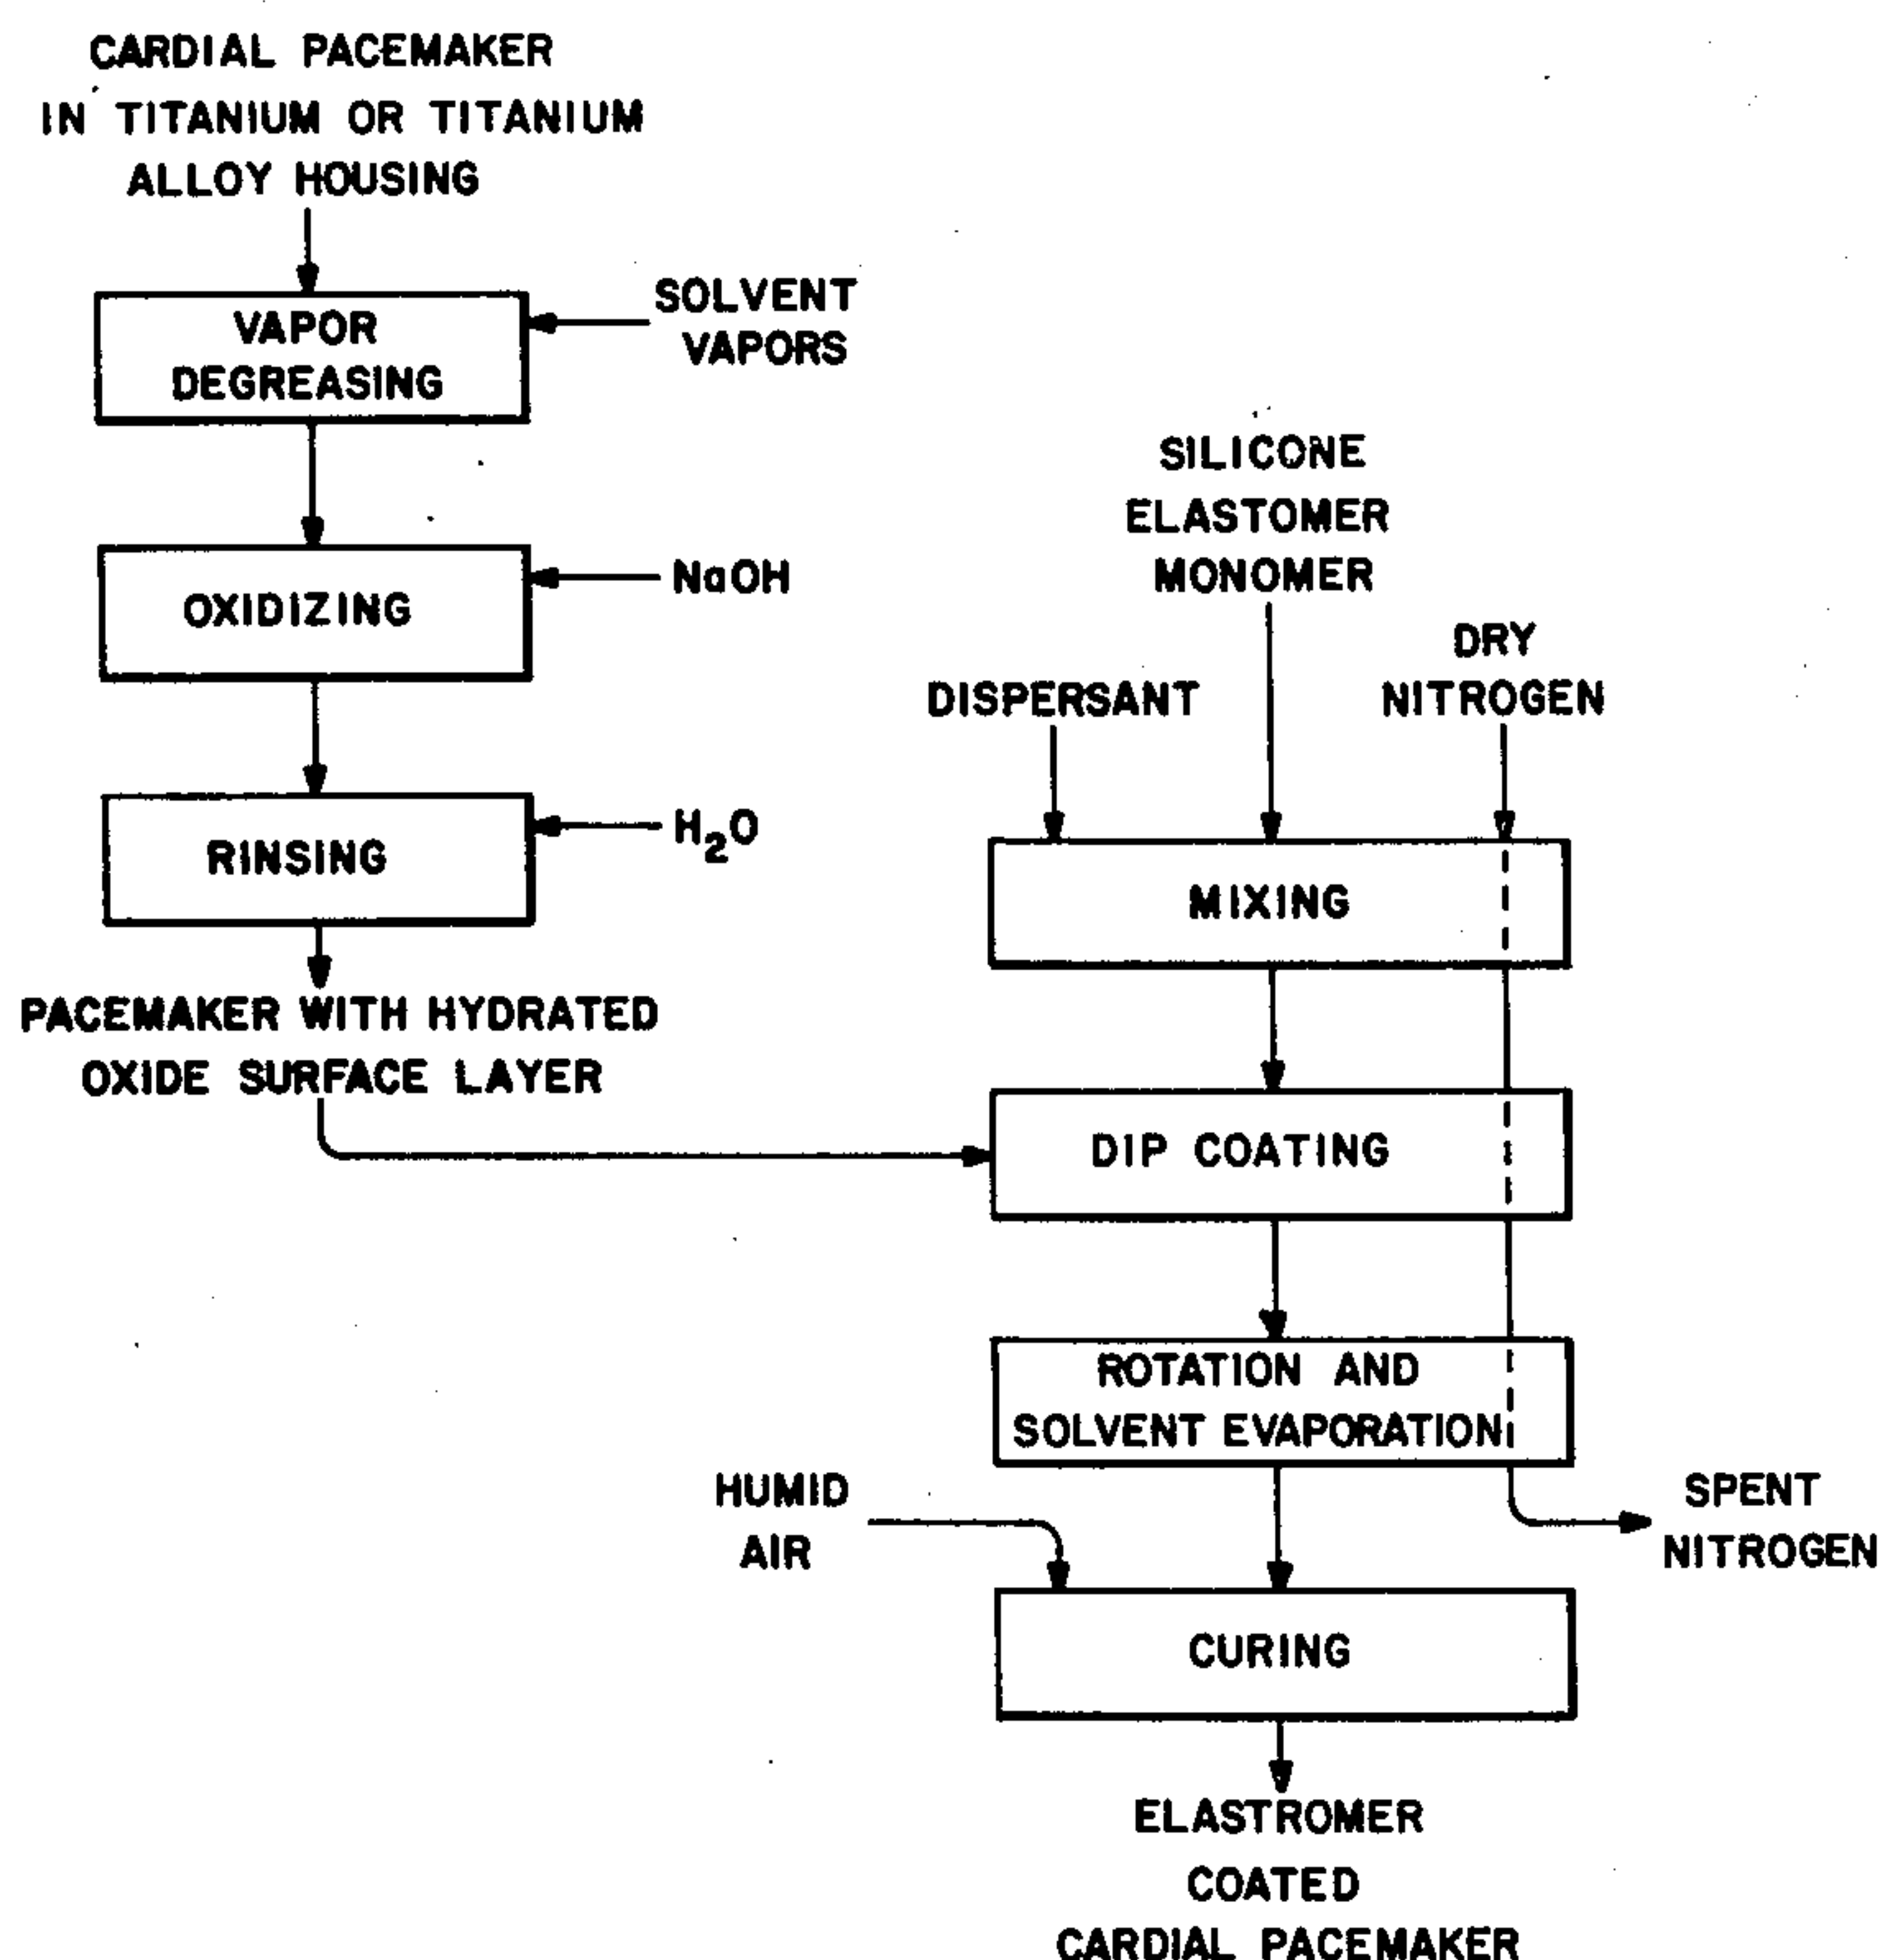 CARDIAL PACEMAKER
IN TITANIUM OR TITANIUM
ALLOY HOUSING
VAPOR
DEGREASING
SOLVENT
VAPORS
OXIDIZING
NaOH
RINSING
H₂O
PACEMAKER WITH HYDRATED
OXIDE SURFACE LAYER
SILICONE
ELASTOMER
MONOMER
DISPERSANT
DRY
NITROGEN
MIXING
DIP COATING
ROTATION AND
SOLVENT EVAPORATION
HUMID
AIR
SPENT
NITROGEN
CURING
ELASTROMER
COATED
CARDIAL PACEMAKER